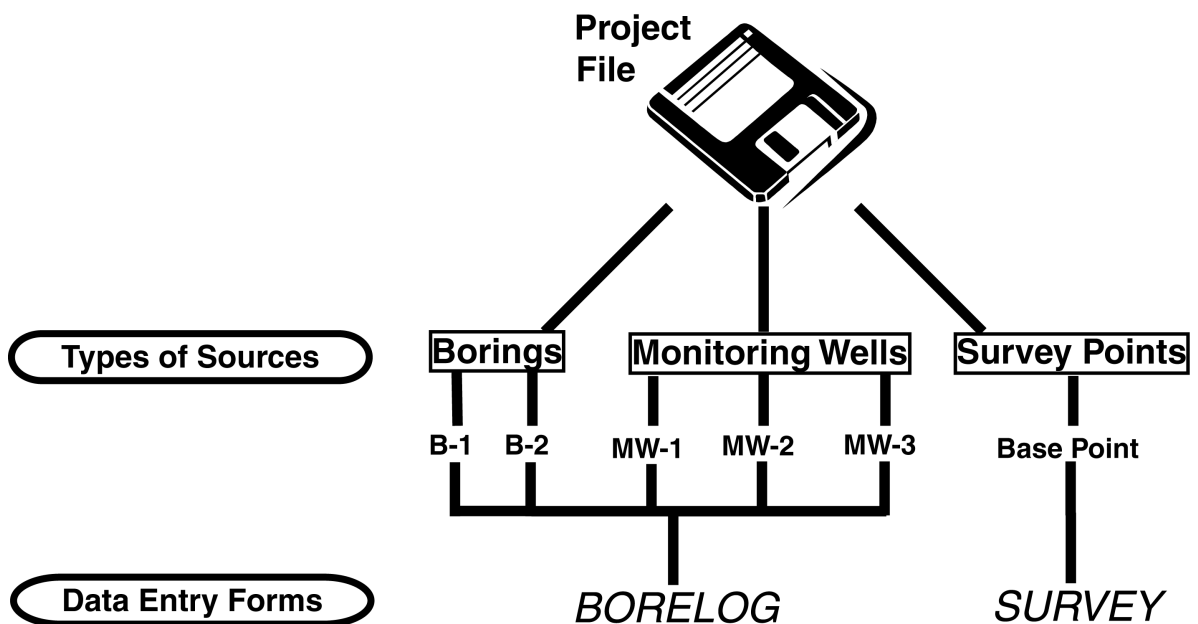 Project
File
Types of Sources
Borings
Monitoring Wells
Survey Points
B-1
B-2
MW-1
MW-2
MW-3
Base Point
Data Entry Forms
BORELOG
SURVEY